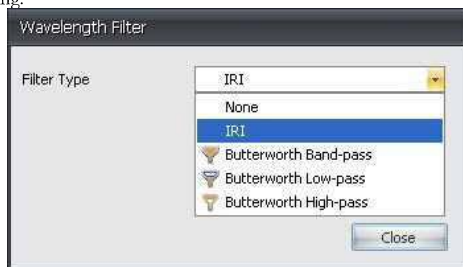 Wavelength Filter
Filter Type
IRI
None
IRI
Butterworth Band-pass
Butterworth Low-pass
Butterworth High-pass
Close